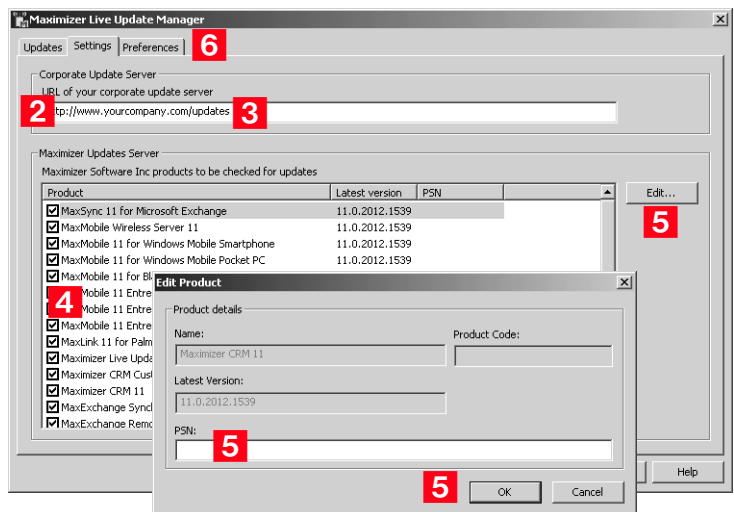 Maximizer Live Update Manager
Updates Settings Preferences 6
Corporate Update Server
URL of your corporate update server
2 tp://www.yourcompany.com/updates 3
Maximizer Updates Server
Maximizer Software Inc products to be checked for updates
Product Latest version PSN
Edit...
5
MaxSync 11 for Microsoft Exchange 11.0.2012.1539
MaxMobile Wireless Server 11 11.0.2012.1539
MaxMobile 11 for Windows Mobile Smartphone 11.0.2012.1539
MaxMobile 11 for Windows Mobile Pocket PC 11.0.2012.1539
MaxMobile 11 for Bl
4 Mobile 11 Entre
Mobile 11 Entre
MaxMobile 11 Entre
MaxLink 11 for Palm
Maximizer Live Upda
Maximizer CRM Cus
Maximizer CRM 11
MaxExchange Syncl
MaxExchange Remo
Edit Product
Product details
Name: Product Code:
Maximizer CRM 11
Latest Version:
11.0.2012.1539
PSN:
5
5 OK Cancel
Help